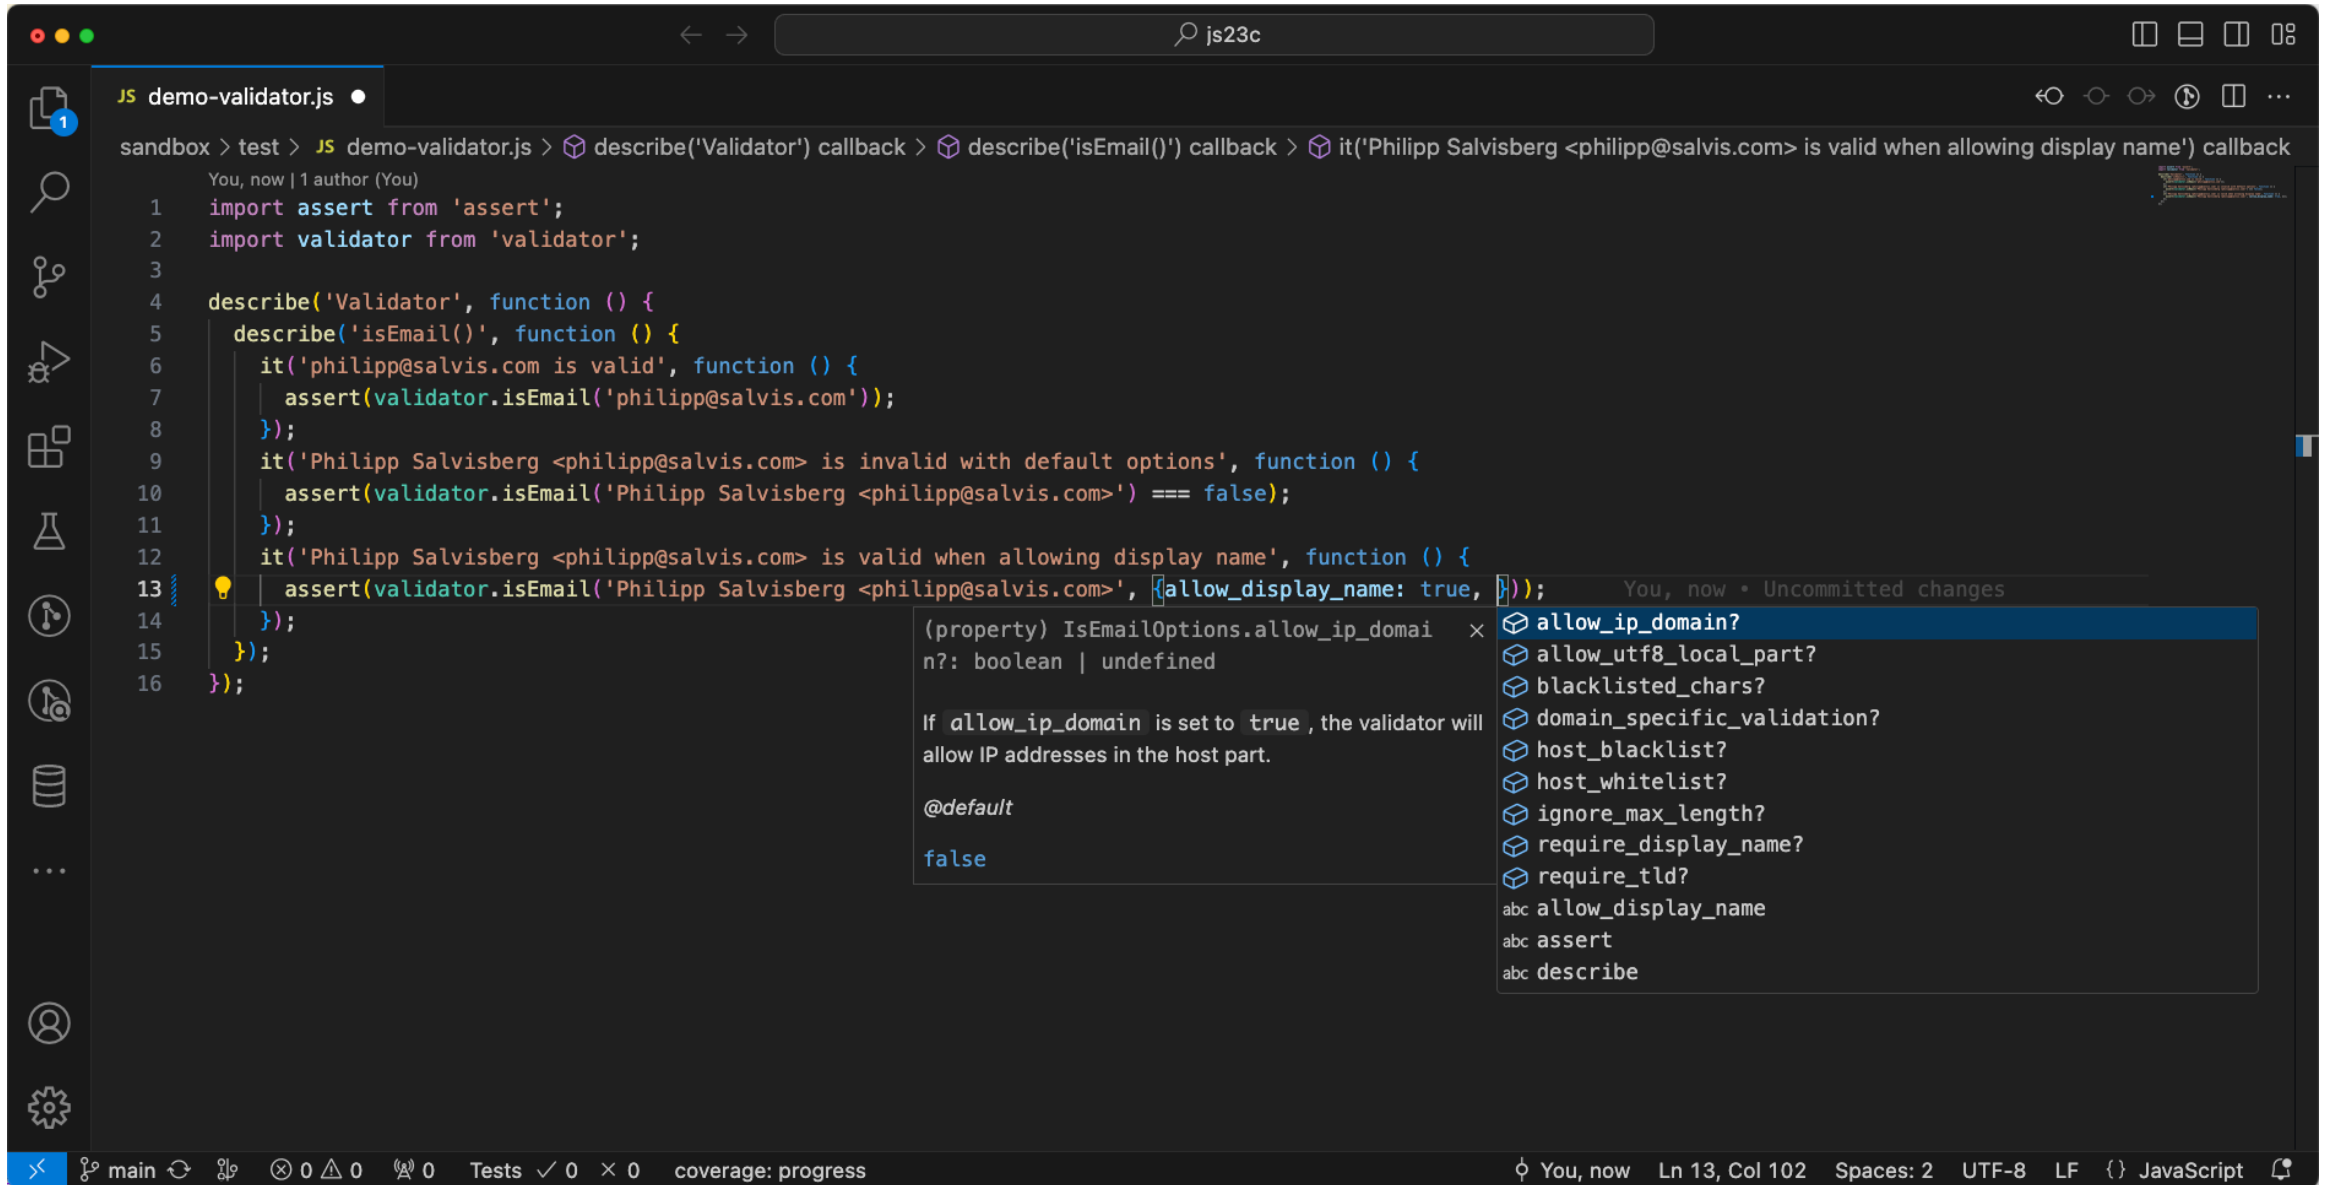 js23c
JS demo-validator.js
1
sandbox > test > JS demo-validator.js > describe('Validator') callback > describe('isEmail()') callback > it('Philipp Salvisberg <philipp@salvis.com> is valid when allowing display name') callback
You, now | 1 author (You)
1 import assert from 'assert';
2 import validator from 'validator';
3
4 describe('Validator', function () {
5 describe('isEmail()', function () {
6 it('philipp@salvis.com is valid', function () {
7 assert(validator.isEmail('philipp@salvis.com'));
8 });
9 it('Philipp Salvisberg <philipp@salvis.com> is invalid with default options', function () {
10 assert(validator.isEmail('Philipp Salvisberg <philipp@salvis.com>') === false);
11 });
12 it('Philipp Salvisberg <philipp@salvis.com> is valid when allowing display name', function () {
13 assert(validator.isEmail('Philipp Salvisberg <philipp@salvis.com>', {allow_display_name: true, })); You, now • Uncommitted changes
14 });
15 });
16 });
(property) IsEmailOptions.allow_ip_domai
n?: boolean | undefined
If allow_ip_domain is set to true, the validator will
allow IP addresses in the host part.
@default
false
allow_ip_domain?
allow_utf8_local_part?
blacklisted_chars?
domain_specific_validation?
host_blacklist?
host_whitelist?
ignore_max_length?
require_display_name?
require_tld?
abc allow_display_name
abc assert
abc describe
main 0 0 0 Tests ✓ 0 × 0 coverage: progress You, now Ln 13, Col 102 Spaces: 2 UTF-8 LF {} JavaScript